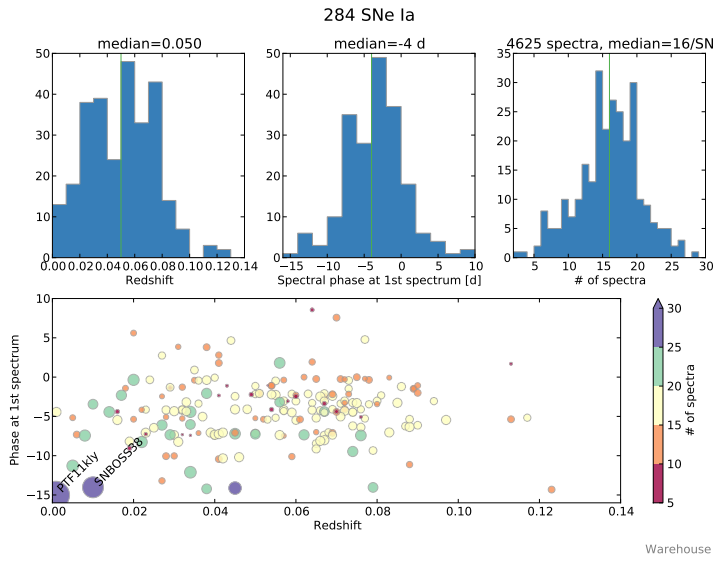 284 SNe Ia
median=0.050
median=-4 d
4625 spectra, median=16/SN
50
40
30
20
10
0
0.00 0.02 0.04 0.06 0.08 0.10 0.12 0.14
Redshift
50
40
30
20
10
0
−15 −10 −5 0 5 10
Spectral phase at 1st spectrum [d]
35
30
25
20
15
10
5
0
5 10 15 20 25 30
# of spectra
10
5
0
−5
−10
−15
Phase at 1st spectrum
PTF11kly
SNBOSS38
0.00 0.02 0.04 0.06 0.08 0.10 0.12 0.14
Redshift
30
25
20
15
10
5
# of spectra
Warehouse